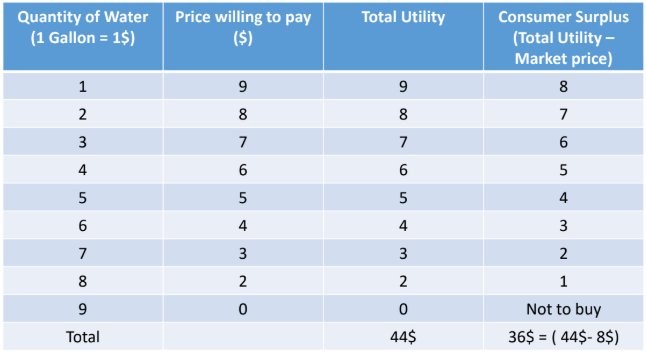 Quantity of Water Price willing to pay Total Utility Consumer Surplus
(1 Gallon = 1$) ($) (Total Utility –
Market price)
1 9 9 8
2 8 8 7
3 7 7 6
4 6 6 5
5 5 5 4
6 4 4 3
7 3 3 2
8 2 2 1
9 0 0 Not to buy
Total 44$ 36$ = ( 44$- 8$)